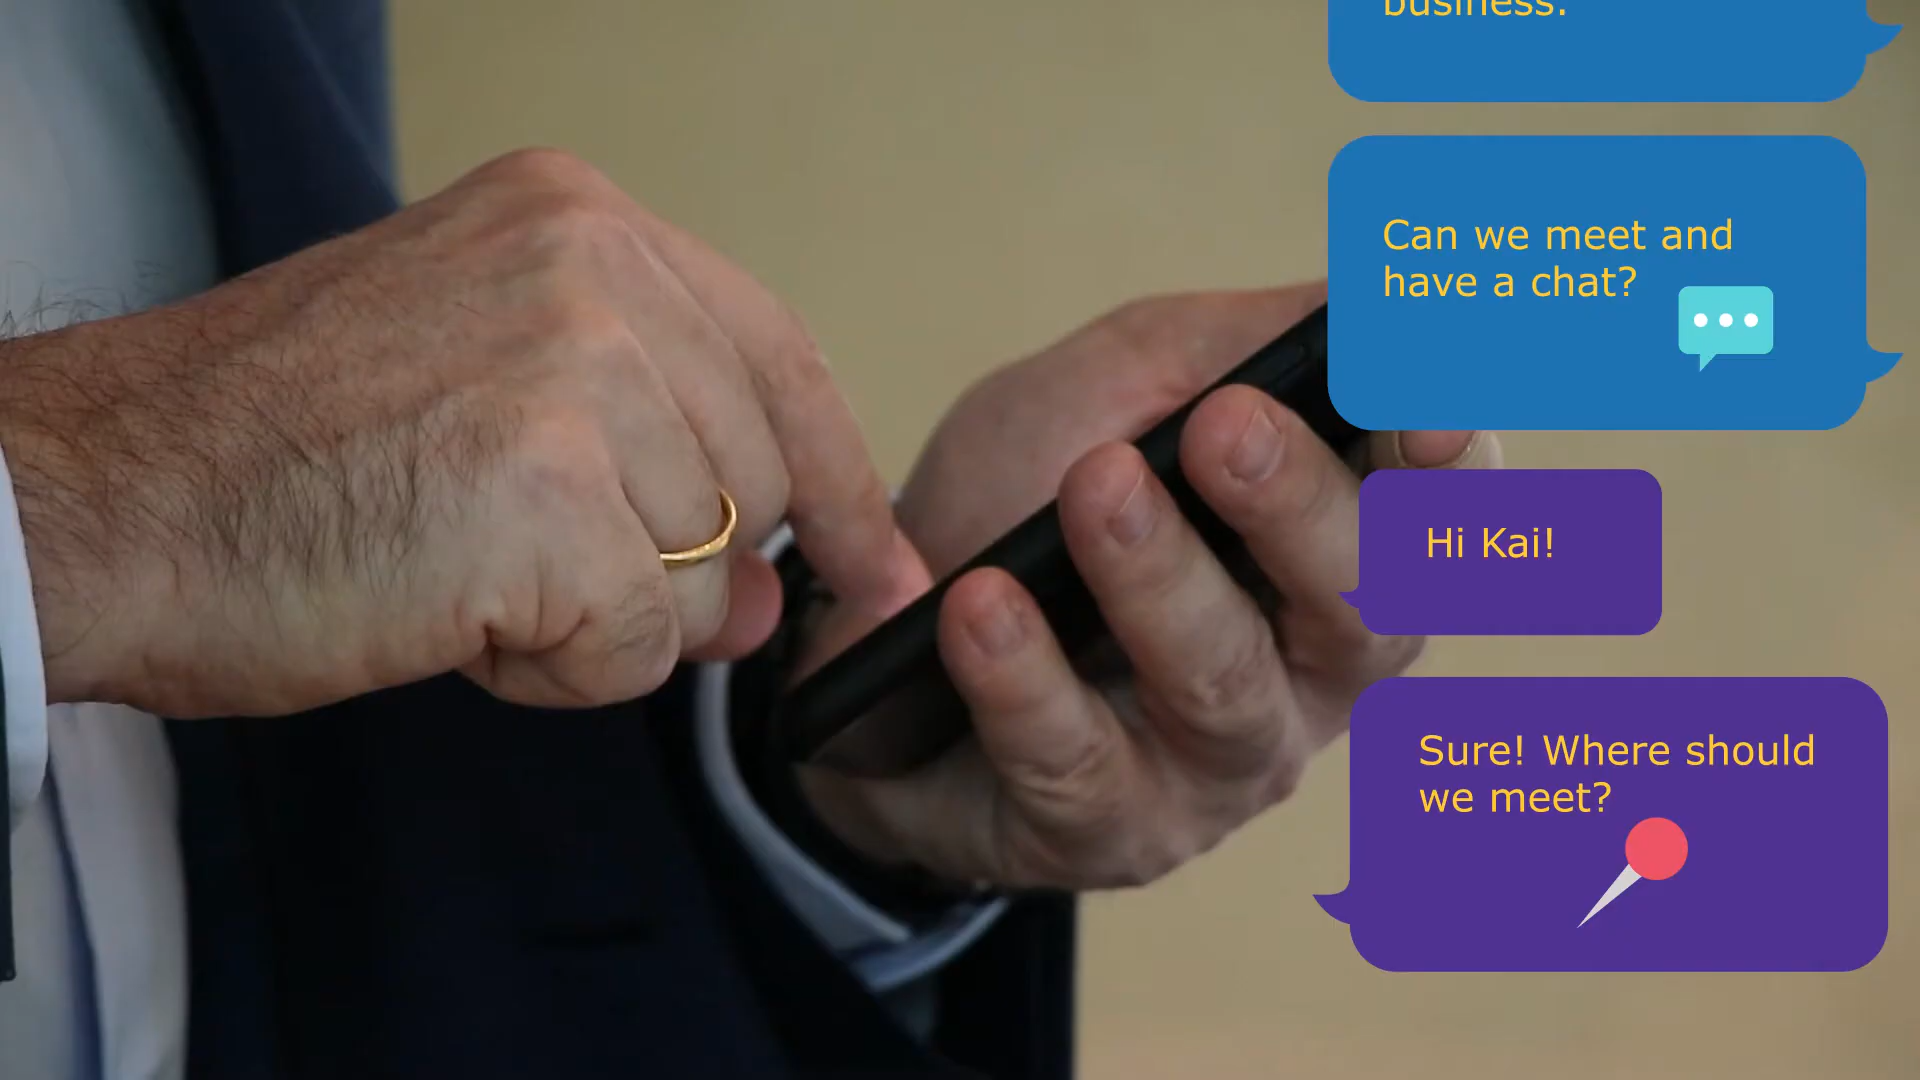 business.
Can we meet and
have a chat?
Hi Kai!
Sure! Where should
we meet?